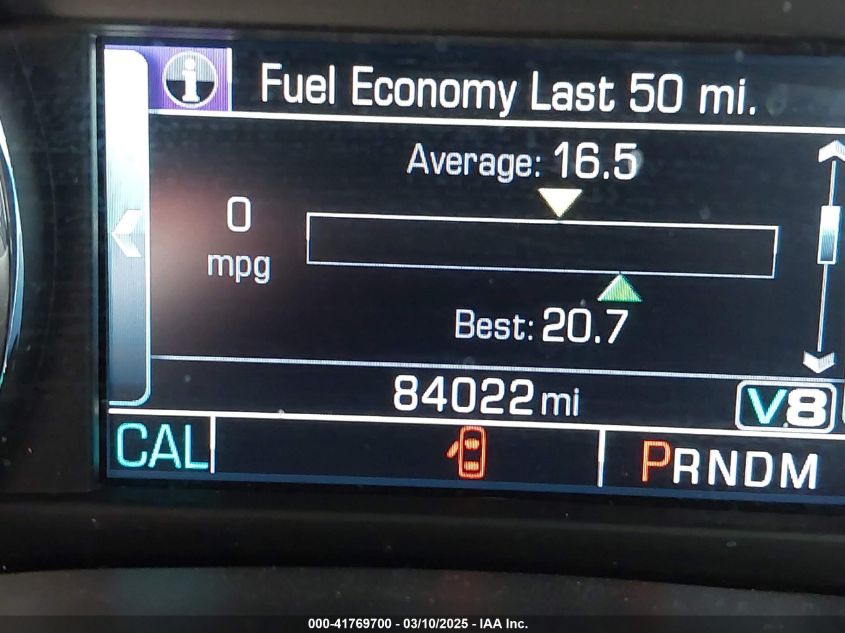 i Fuel Economy Last 50 mi.
Average: 16.5
0
mpg
Best: 20.7
84022 mi V8
CAL PRNDM
000-41769700 - 03/10/2025 - IAA Inc.